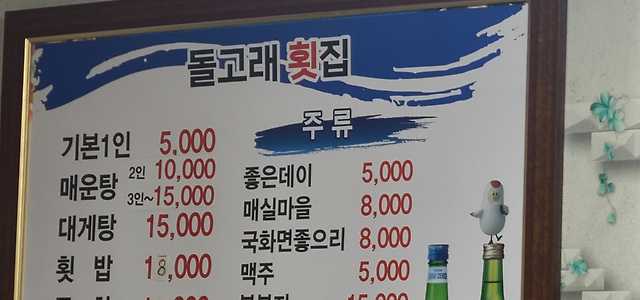 돌고래횟집
기본1인 5,000
매운탕 2인 10,000
3인~ 15,000
대게탕 15,000
횟 밥 18,000
주 류
좋은데이 5,000
매실마을 8,000
국화면좋으리 8,000
맥주 5,000